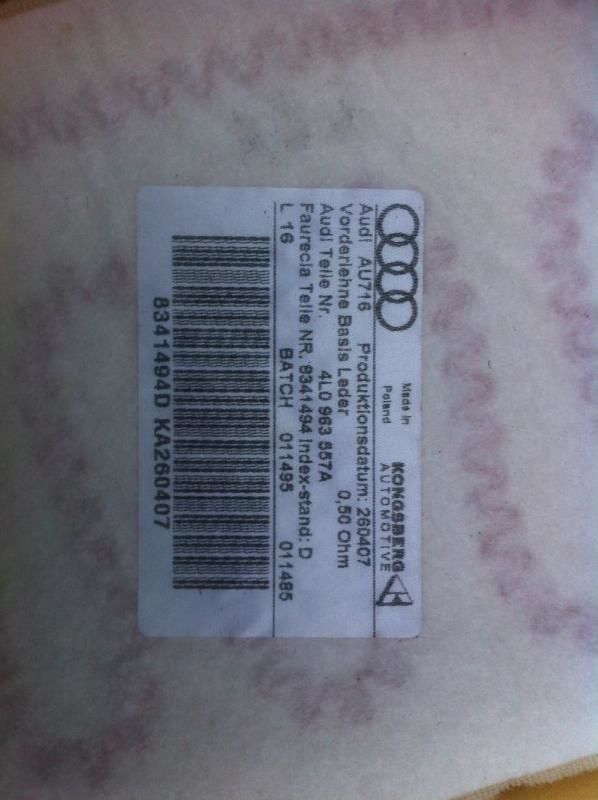 Made in
Poland
KONGSBERG
AUTOMOTIVE
Audi AU716 Produktionsdatum: 260407
Vorderlehne Basis Leder 0,50 Ohm
Audi Teile Nr. 4L0 963 557A
Faurecia Teile NR. 8341494 Index-stand: D
L 16 BATCH 011495 011485
8341494D KA260407